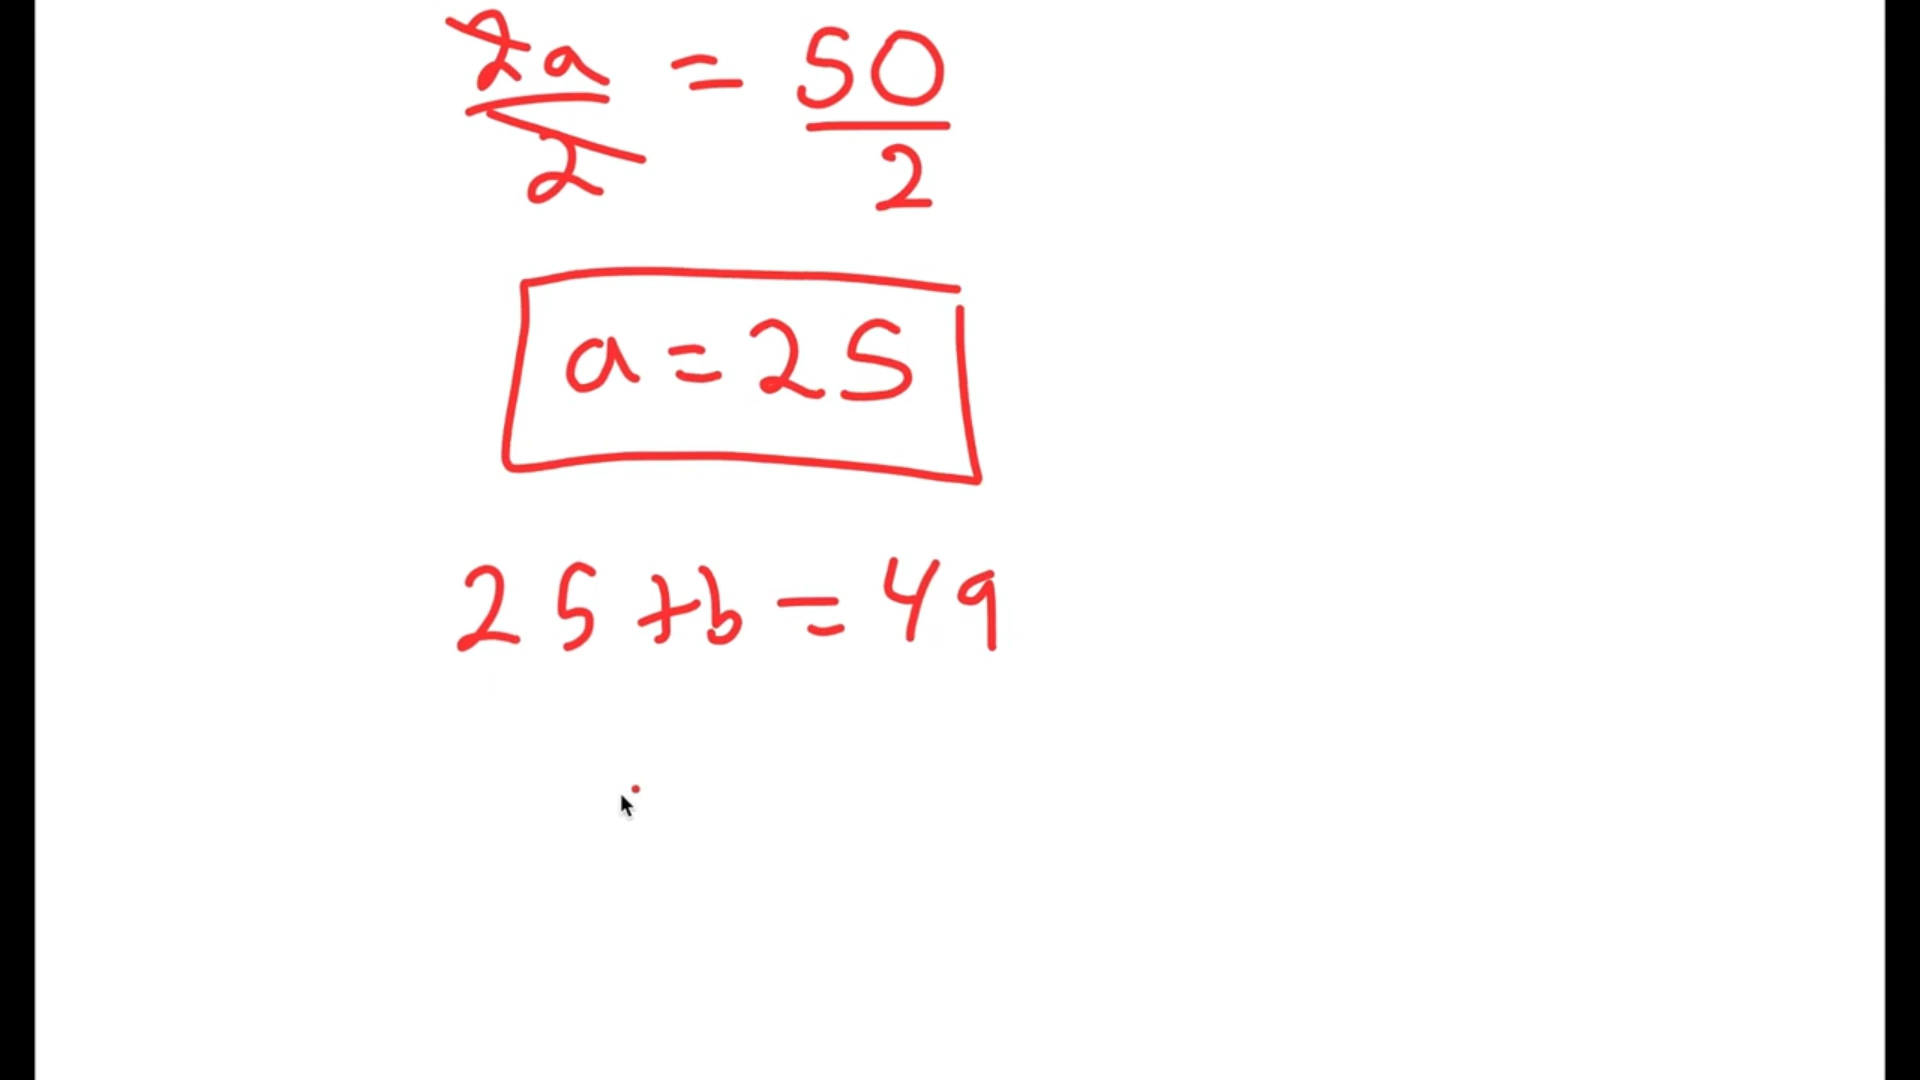 2a = 50
2 2
a = 25
25 + b = 49